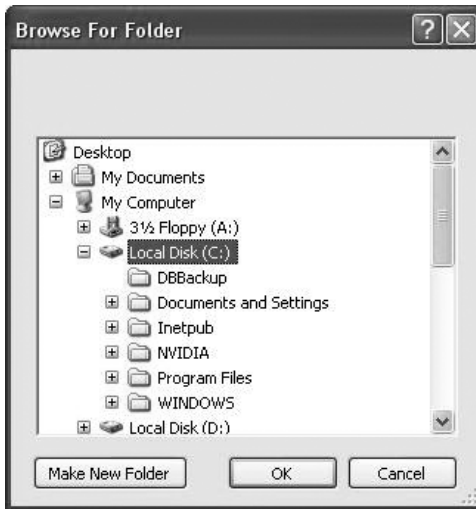 Browse For Folder
Desktop
My Documents
My Computer
3½ Floppy (A:)
Local Disk (C:)
DBBackup
Documents and Settings
Inetpub
NVIDIA
Program Files
WINDOWS
Local Disk (D:)
Make New Folder OK Cancel